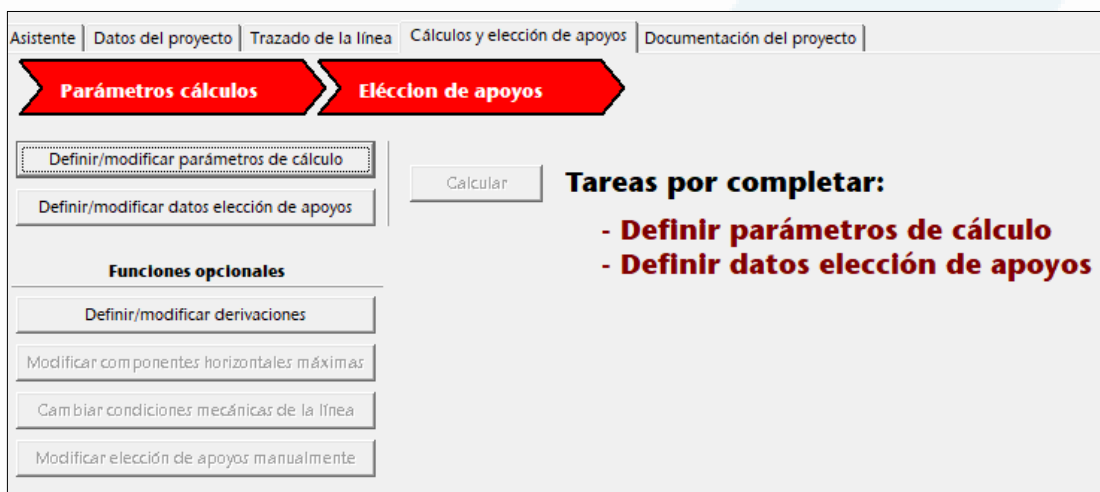 Asistente Datos del proyecto Trazado de la línea Cálculos y elección de apoyos Documentación del proyecto
Parámetros cálculos Eléccion de apoyos
Definir/modificar parámetros de cálculo
Definir/modificar datos elección de apoyos
Calcular
Tareas por completar:
- Definir parámetros de cálculo
- Definir datos elección de apoyos
Funciones opcionales
Definir/modificar derivaciones
Modificar componentes horizontales máximas
Cambiar condiciones mecánicas de la línea
Modificar elección de apoyos manualmente